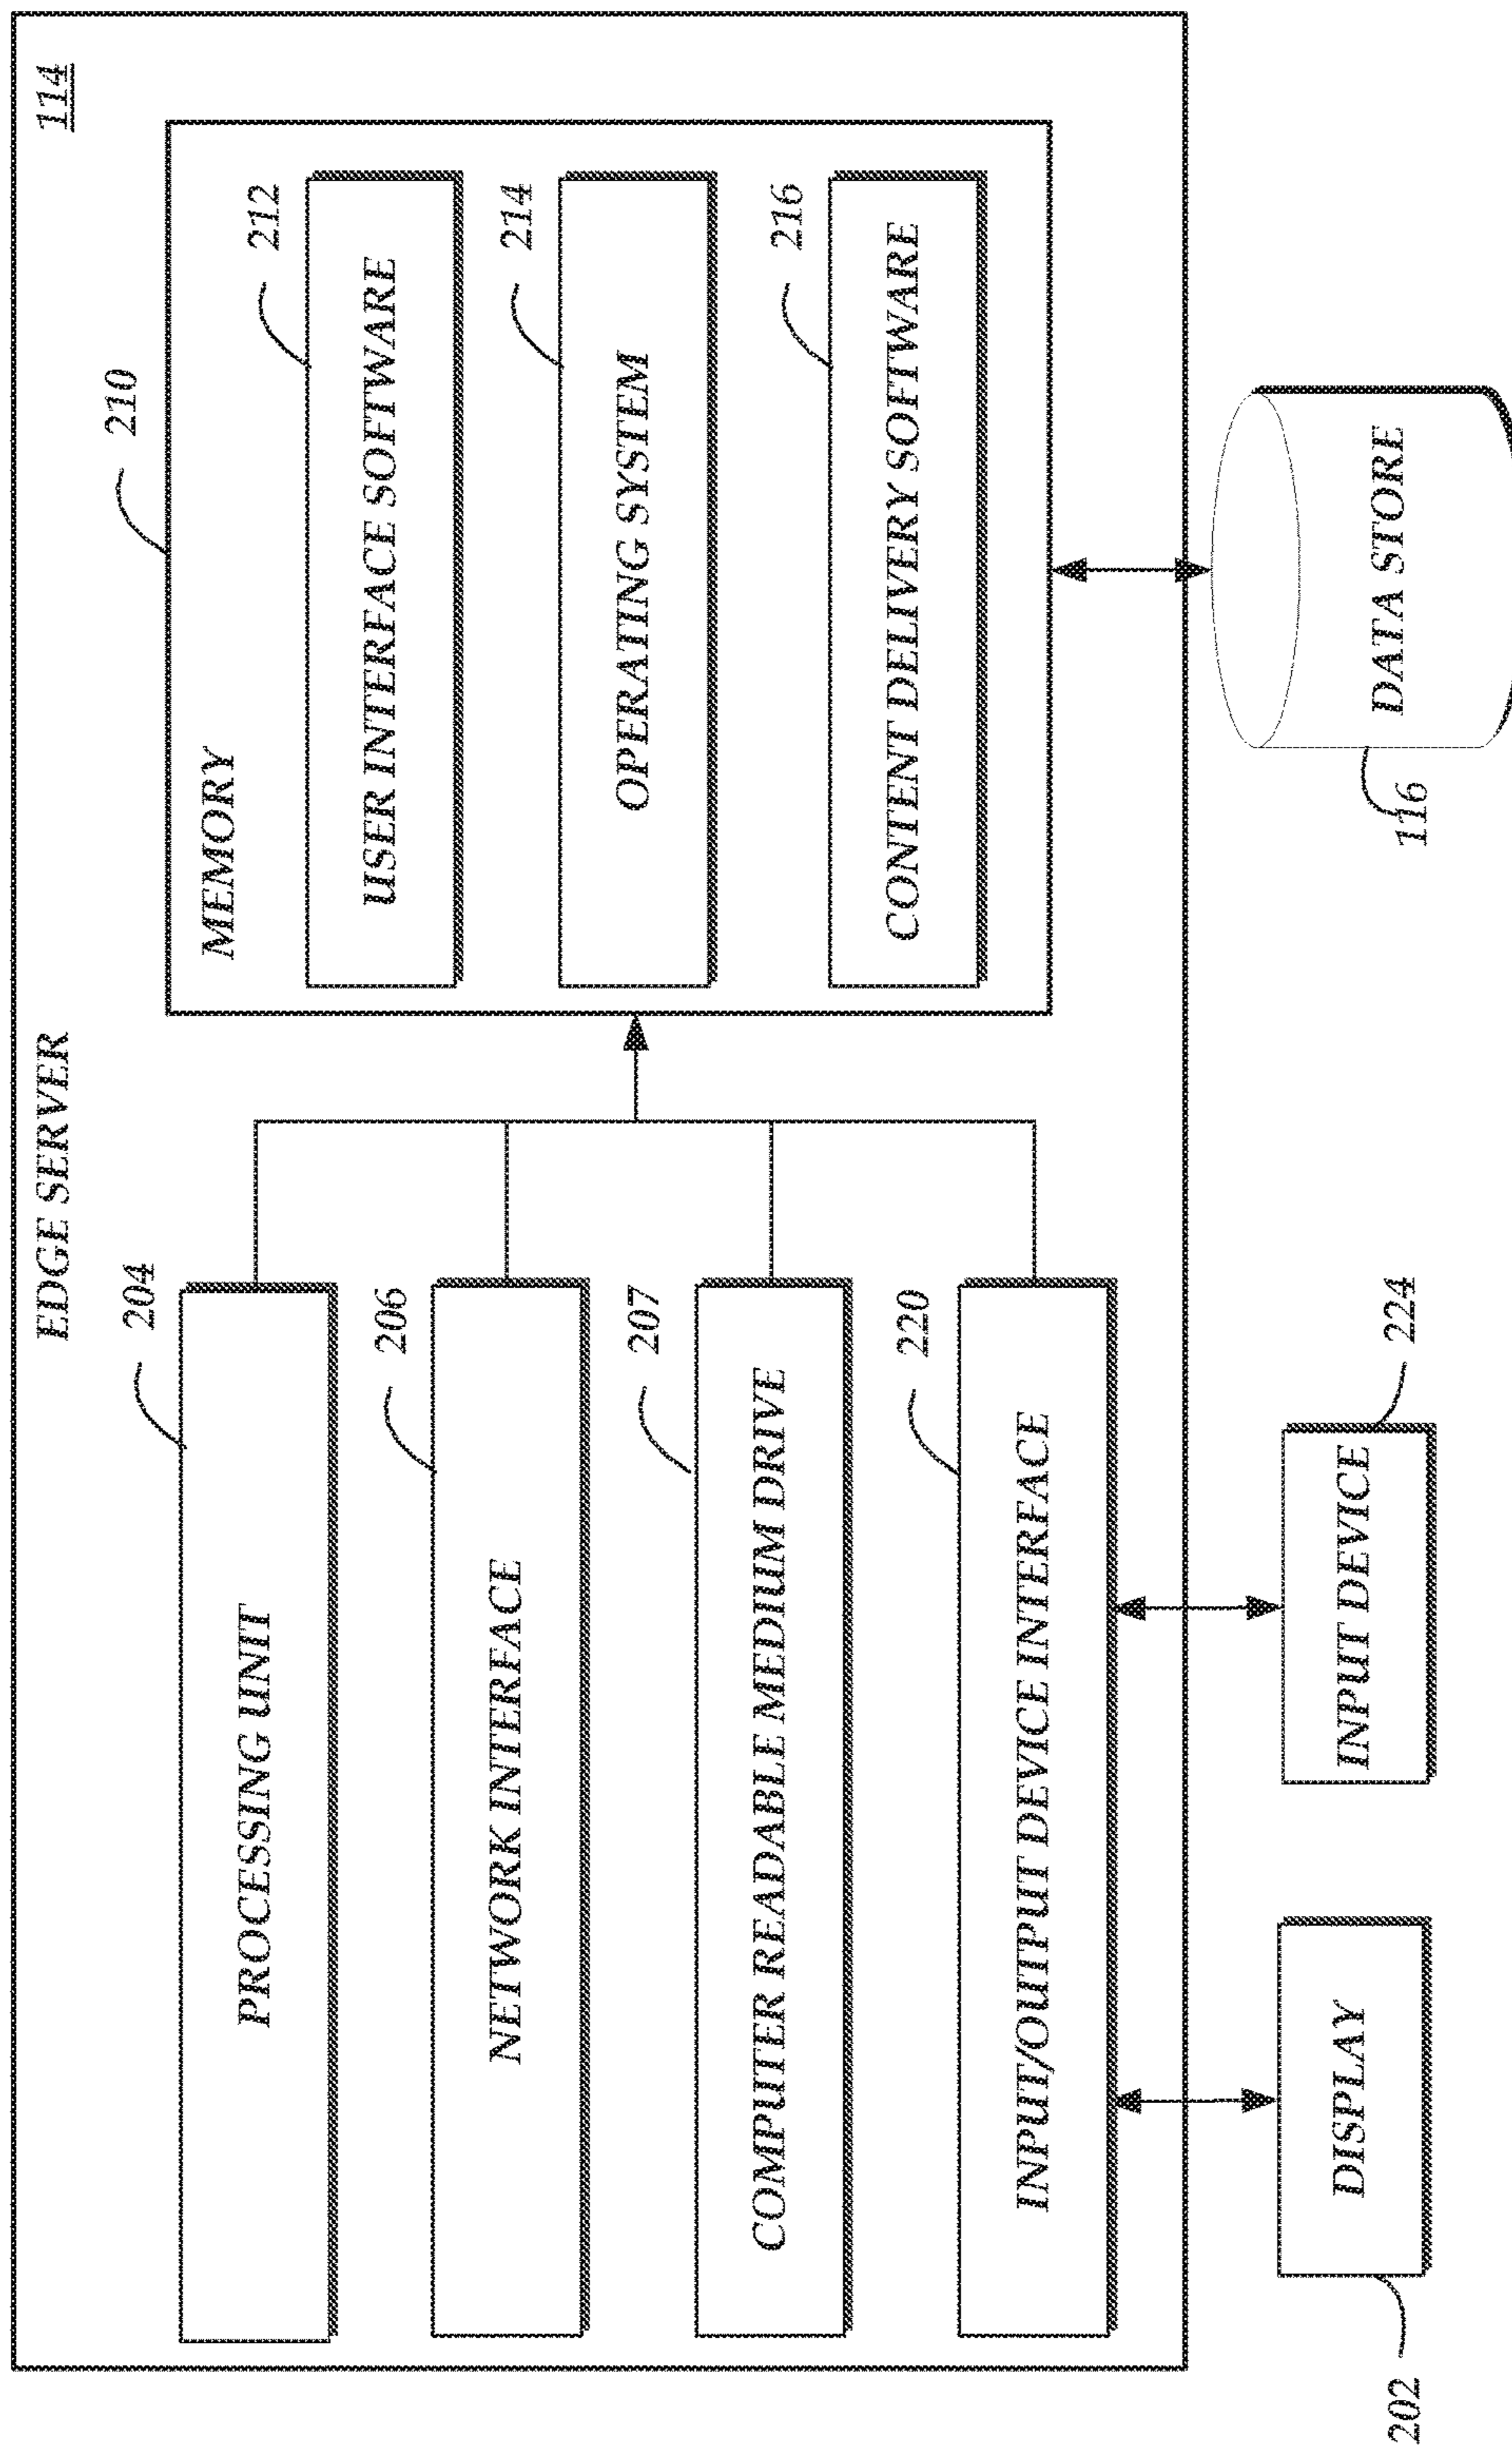 EDGE SERVER
114
204
PROCESSING UNIT
206
NETWORK INTERFACE
207
COMPUTER READABLE MEDIUM DRIVE
220
INPUT/OUTPUT DEVICE INTERFACE
210
MEMORY
212
USER INTERFACE SOFTWARE
214
OPERATING SYSTEM
216
CONTENT DELIVERY SOFTWARE
202
DISPLAY
INPUT DEVICE
224
116
DATA STORE